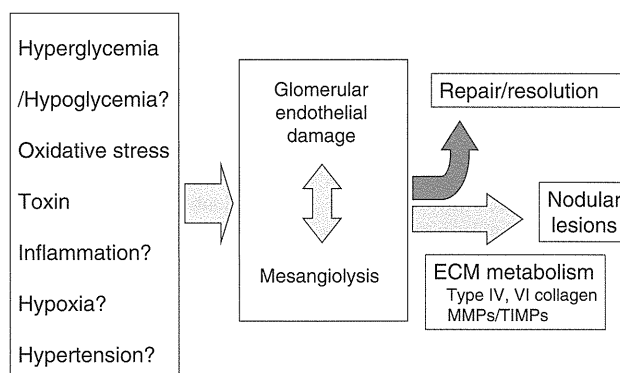 Hyperglycemia
/Hypoglycemia?
Oxidative stress
Toxin
Inflammation?
Hypoxia?
Hypertension?
Glomerular
endothelial
damage
Mesangiolysis
Repair/resolution
Nodular
lesions
ECM metabolism
Type IV, VI collagen
MMPs/TIMPs